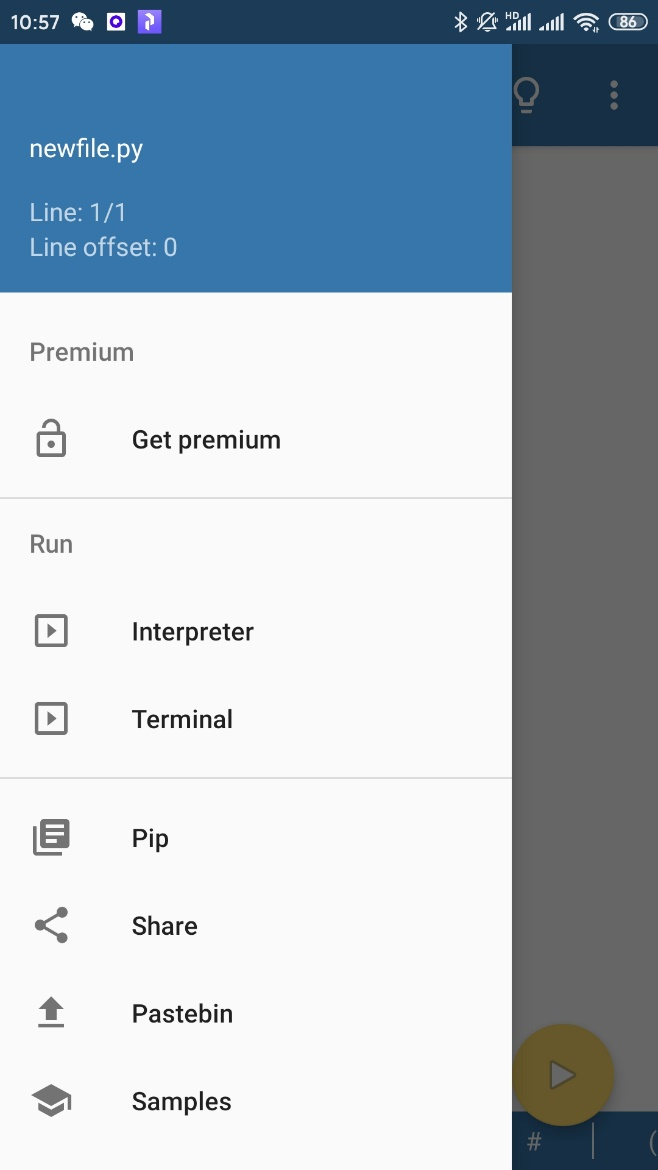 10:57
HD
86
newfile.py
Line: 1/1
Line offset: 0
Premium
Get premium
Run
Interpreter
Terminal
Pip
Share
Pastebin
Samples
# (